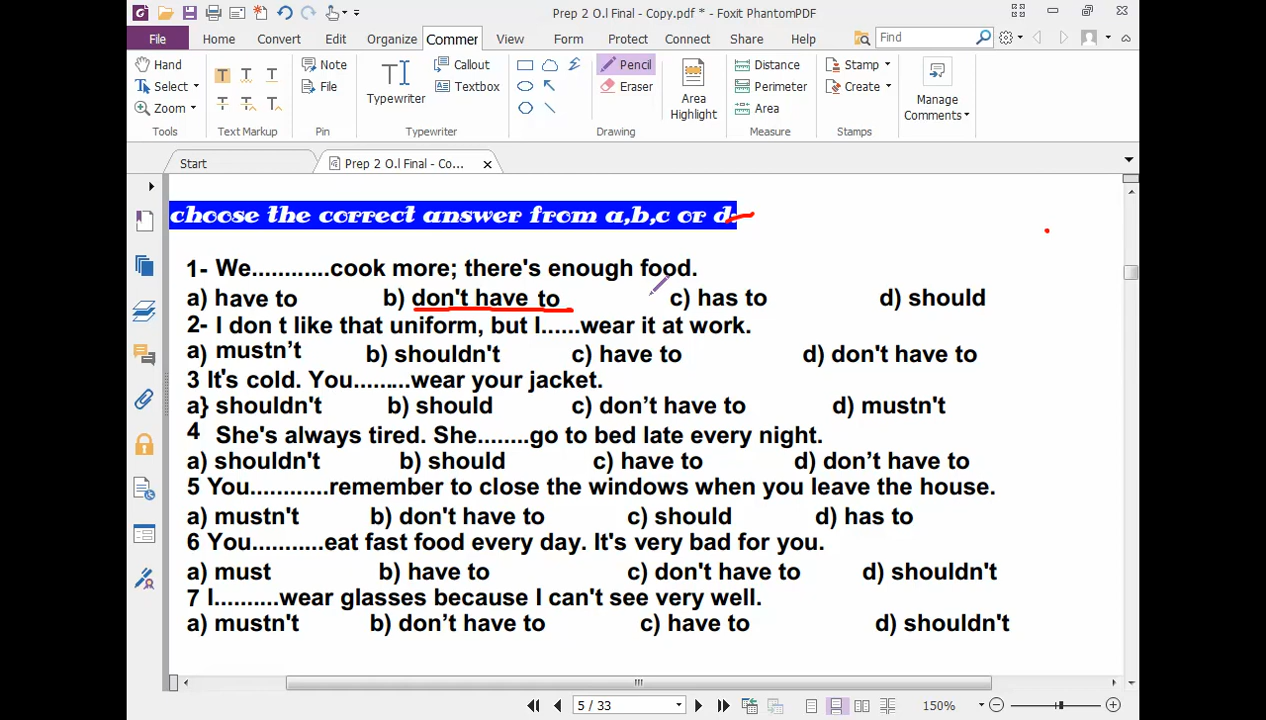 Prep 2 O.l Final - Copy.pdf * - Foxit PhantomPDF
File Home Convert Edit Organize Commer View Form Protect Connect Share Help Find
Hand Note Callout Pencil Distance Stamp
Select File Textbox Eraser Perimeter Create
Zoom Typewriter Area Highlight Area Manage Comments
Tools Text Markup Pin Typewriter Drawing Measure Stamps
Start Prep 2 O.l Final - Co...
choose the correct answer from a,b,c or d
1- We............cook more; there's enough food.
a) have to b) don't have to c) has to d) should
2- I don t like that uniform, but I......wear it at work.
a) mustn’t b) shouldn't c) have to d) don't have to
3 It's cold. You.........wear your jacket.
a} shouldn't b) should c) don’t have to d) mustn't
4 She's always tired. She........go to bed late every night.
a) shouldn't b) should c) have to d) don’t have to
5 You............remember to close the windows when you leave the house.
a) mustn't b) don't have to c) should d) has to
6 You...........eat fast food every day. It's very bad for you.
a) must b) have to c) don't have to d) shouldn't
7 I..........wear glasses because I can't see very well.
a) mustn't b) don’t have to c) have to d) shouldn't
5 / 33 150%